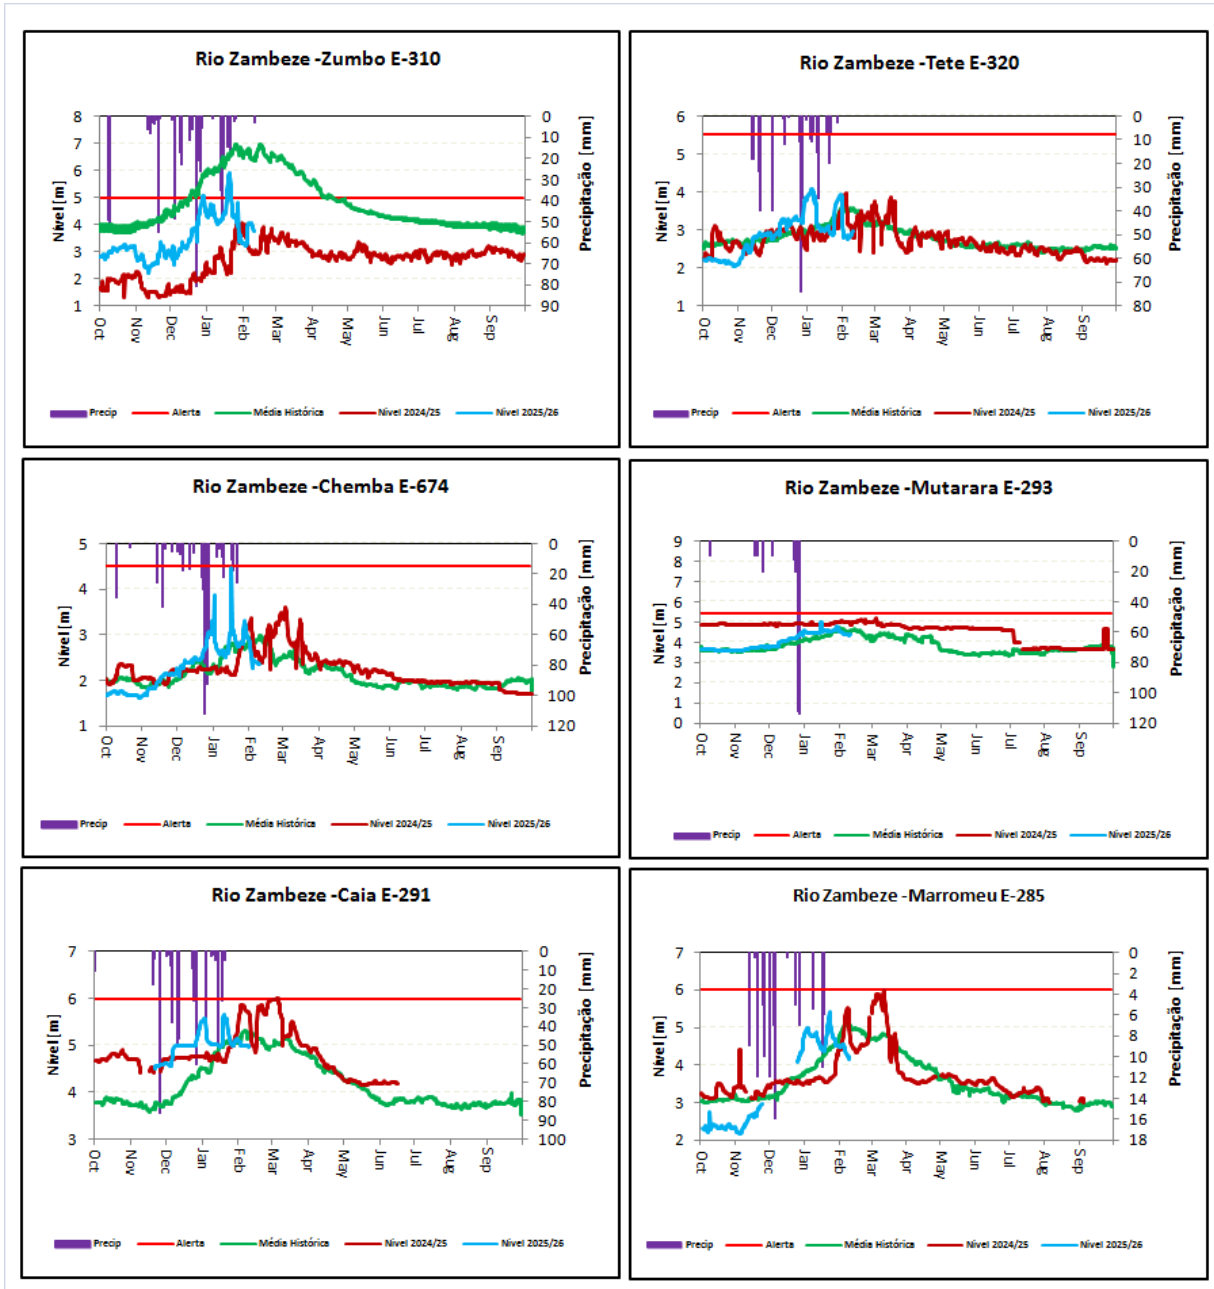 Rio Zambeze -Zumbo E-310
Nível [m]
8
7
6
5
4
3
2
1
0
10
20
30
40
50
60
70
80
90
Precipitação [mm]
Oct
Nov
Dec
Jan
Feb
Mar
Apr
May
Jun
Jul
Aug
Sep
Precip
Alerta
Média Histórica
Nivel 2024/25
Nivel 2025/26
Rio Zambeze -Tete E-320
Nível [m]
6
5
4
3
2
1
0
10
20
30
40
50
60
70
80
Precipitação [mm]
Oct
Nov
Dec
Jan
Feb
Mar
Apr
May
Jun
Jul
Aug
Sep
Precip
Alerta
Média Histórica
Nivel 2024/25
Nivel 2025/26
Rio Zambeze -Chemba E-674
Nível [m]
5
4
3
2
1
0
20
40
60
80
100
120
Precipitação [mm]
Oct
Nov
Dec
Jan
Feb
Mar
Apr
May
Jun
Jul
Aug
Sep
Precip
Alerta
Média Histórica
Nivel 2024/25
Nivel 2025/26
Rio Zambeze -Mutarara E-293
Nível [m]
9
8
7
6
5
4
3
2
1
0
0
20
40
60
80
100
120
Precipitação [mm]
Oct
Nov
Dec
Jan
Feb
Mar
Apr
May
Jun
Jul
Aug
Sep
Precip
Alerta
Média Histórica
Nivel 2024/25
Nivel 2025/26
Rio Zambeze -Caia E-291
Nível [m]
7
6
5
4
3
0
10
20
30
40
50
60
70
80
90
100
Precipitação [mm]
Oct
Nov
Dec
Jan
Feb
Mar
Apr
May
Jun
Jul
Aug
Sep
Precip
Alerta
Média Histórica
Nivel 2024/25
Nivel 2025/26
Rio Zambeze -Marromeu E-285
Nível [m]
7
6
5
4
3
2
0
2
4
6
8
10
12
14
16
18
Precipitação [mm]
Oct
Nov
Dec
Jan
Feb
Mar
Apr
May
Jun
Jul
Aug
Sep
Precip
Alerta
Média Histórica
Nivel 2024/25
Nivel 2025/26